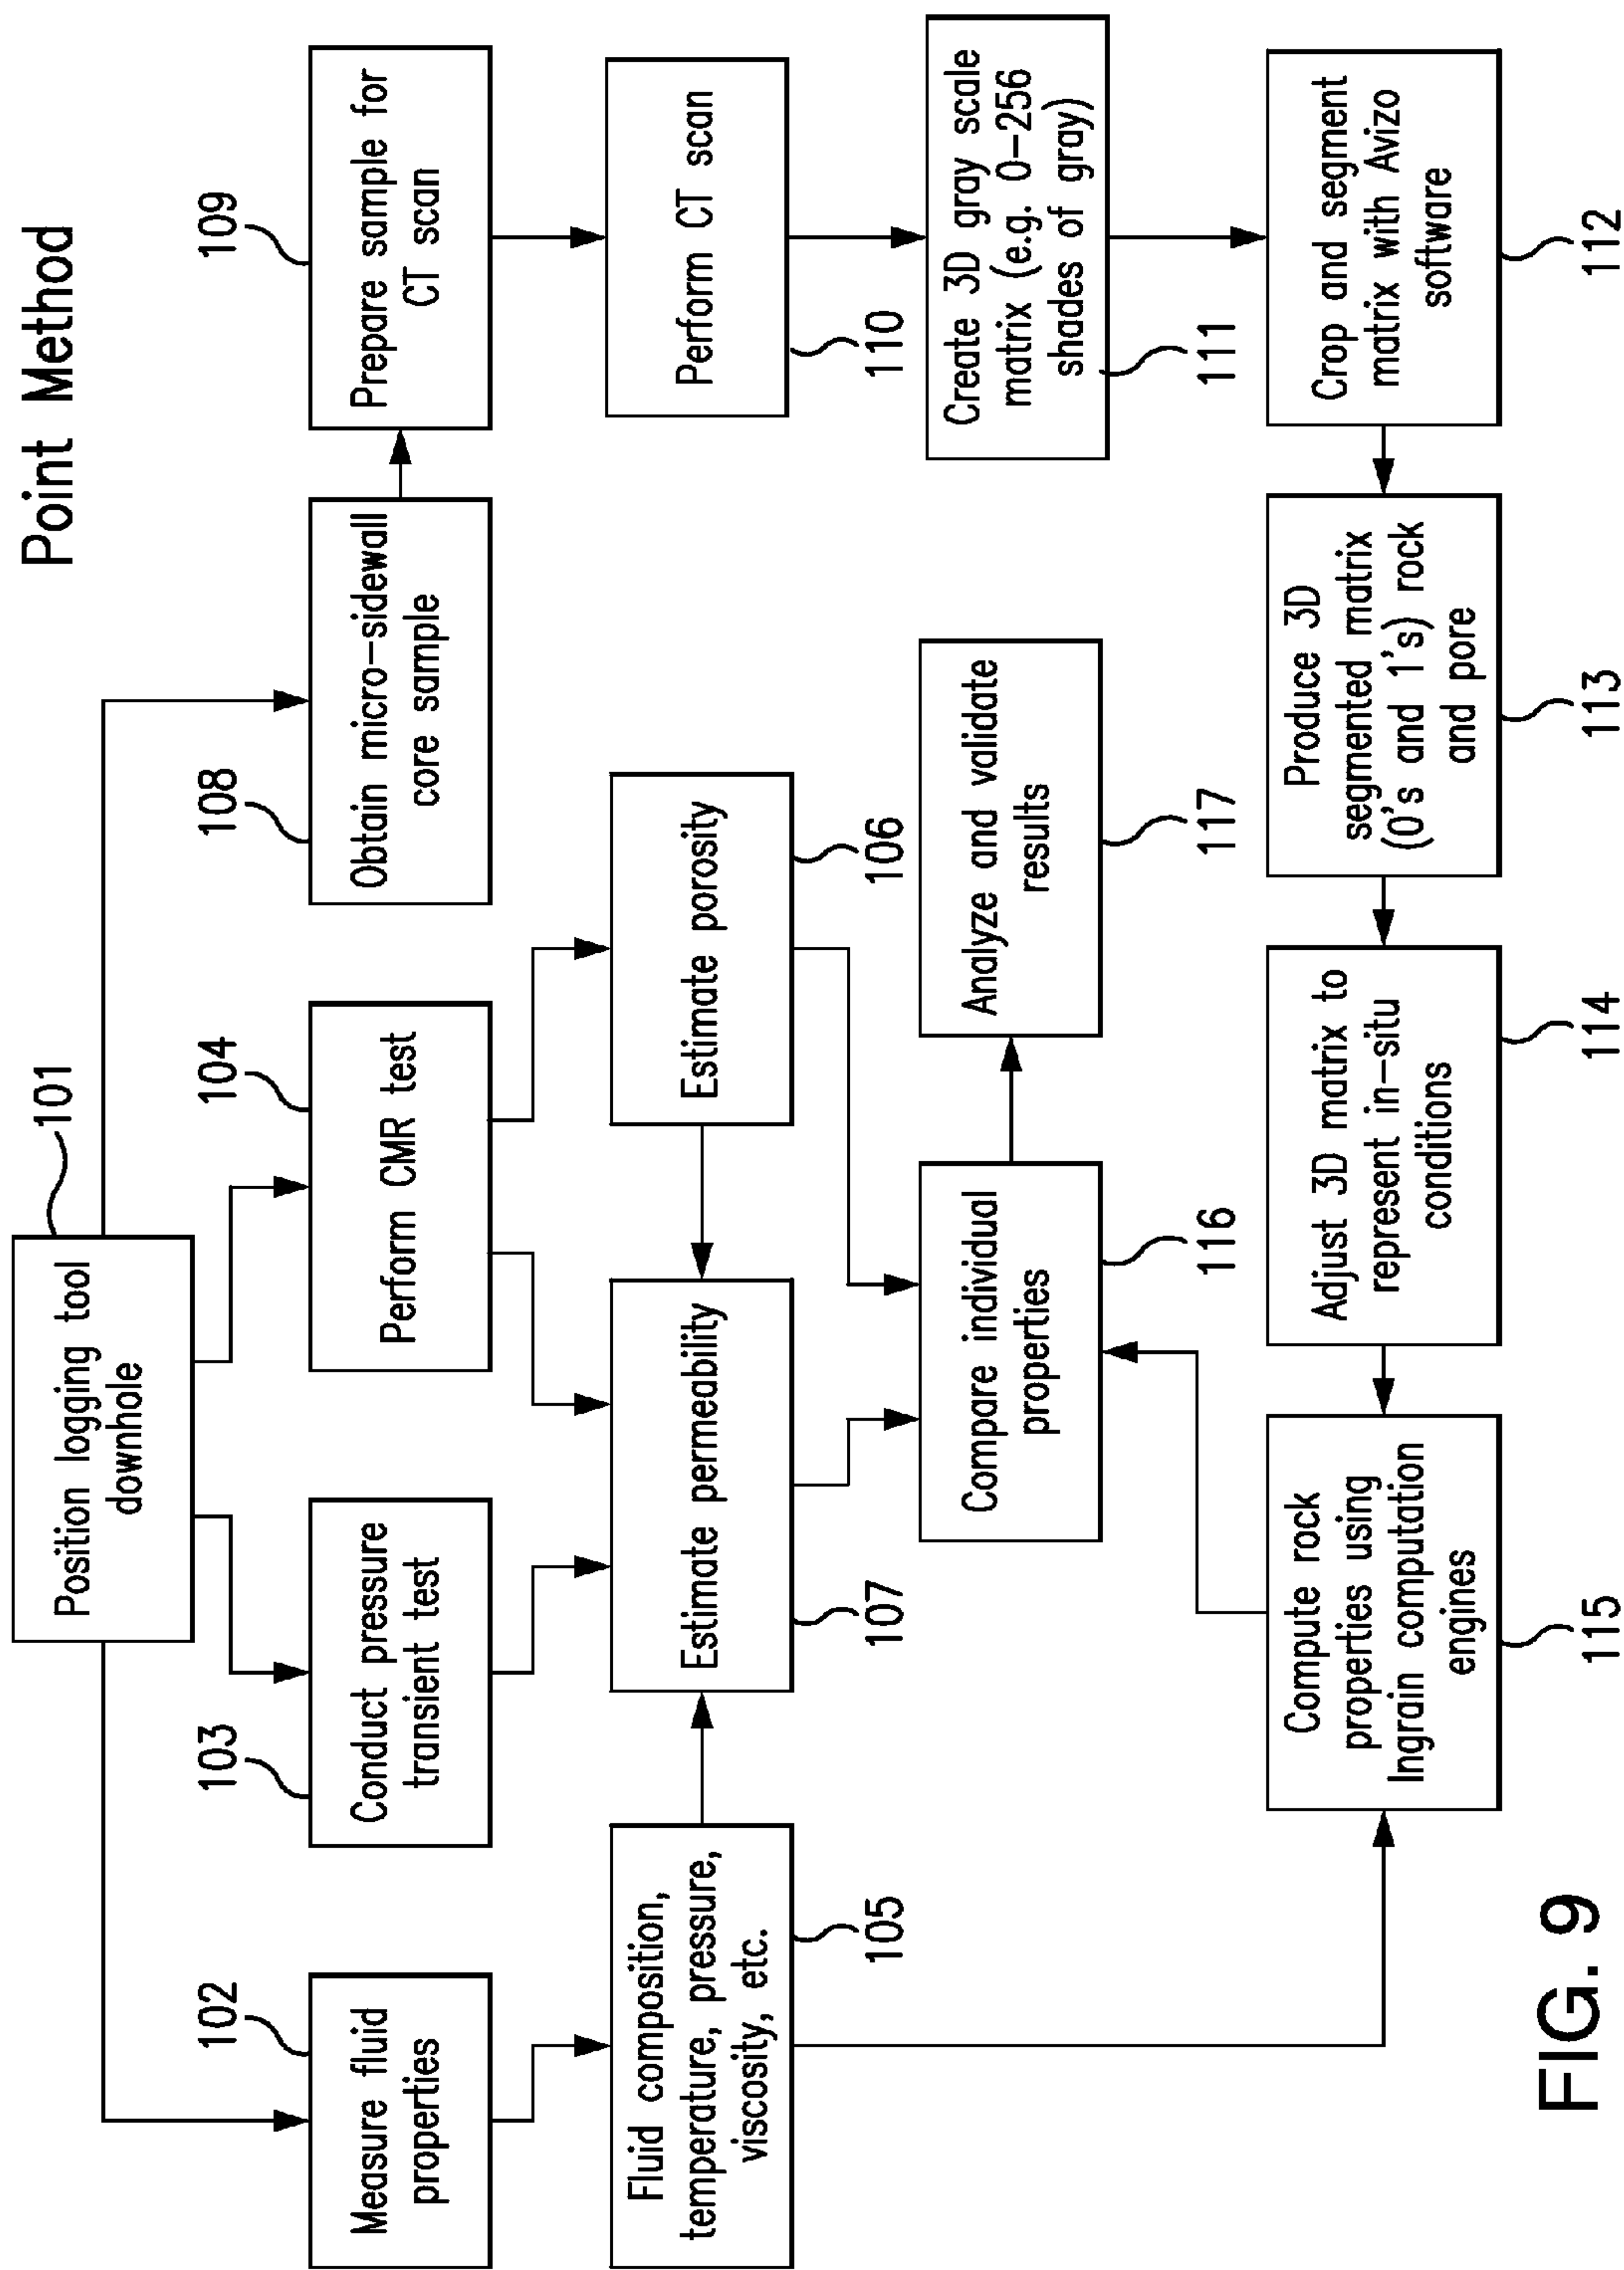 Point Method
101
Position logging tool
downhole
102
Measure fluid
properties
103
Conduct pressure
transient test
104
Perform CMR test
108
Obtain micro-sidewall
core sample
109
Prepare sample for
CT scan
Fluid composition,
temperature, pressure,
viscosity, etc.
105
Estimate permeability
107
Estimate porosity
106
Perform CT scan
110
Compare individual
properties
116
Analyze and validate
results
117
Create 3D gray scale
matrix (e.g. 0-256
shades of gray)
111
Compute rock
properties using
Ingrain computation
engines
115
Adjust 3D matrix to
represent in-situ
conditions
114
Produce 3D
segmented matrix
(0's and 1's) rock
and pore
113
Crop and segment
matrix with Avizo
software
112
FIG. 9